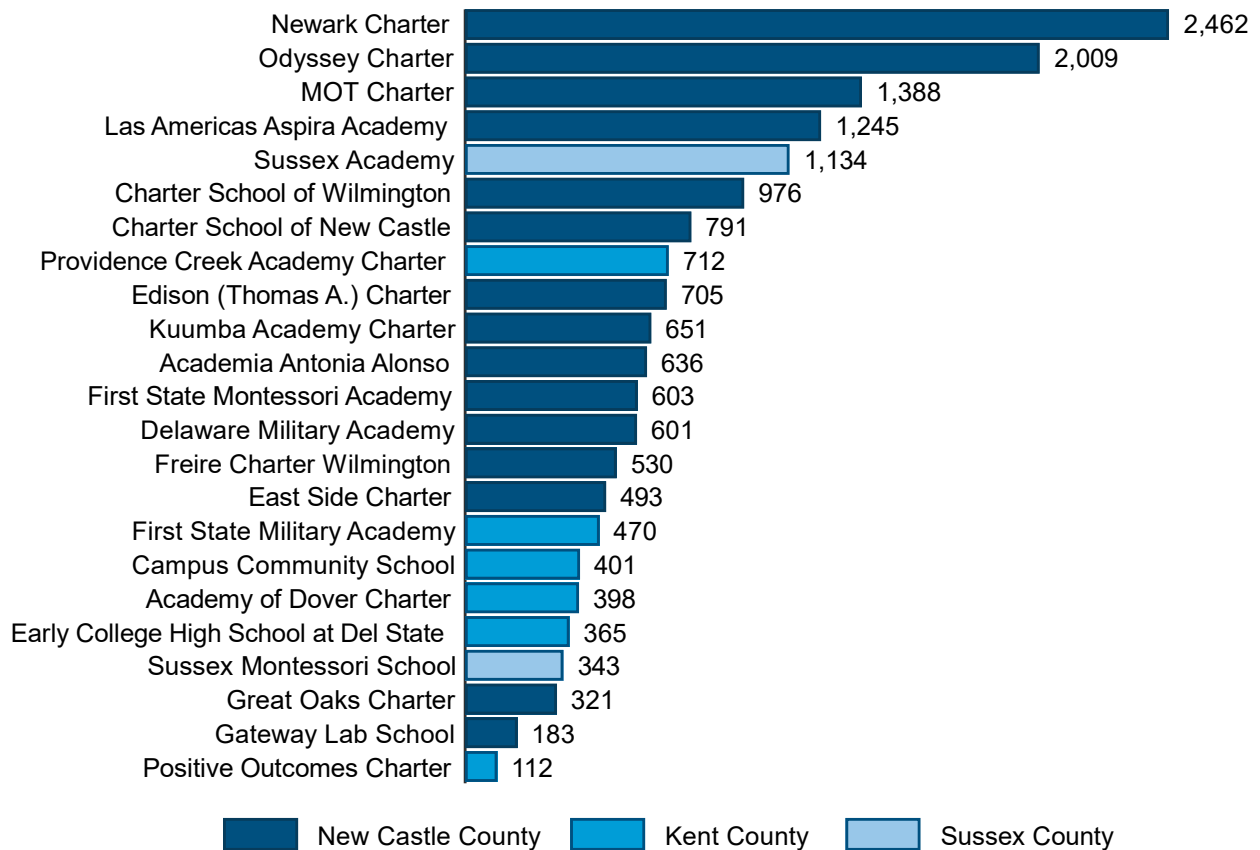 Newark Charter 2,462
Odyssey Charter 2,009
MOT Charter 1,388
Las Americas Aspira Academy 1,245
Sussex Academy 1,134
Charter School of Wilmington 976
Charter School of New Castle 791
Providence Creek Academy Charter 712
Edison (Thomas A.) Charter 705
Kuumba Academy Charter 651
Academia Antonia Alonso 636
First State Montessori Academy 603
Delaware Military Academy 601
Freire Charter Wilmington 530
East Side Charter 493
First State Military Academy 470
Campus Community School 401
Academy of Dover Charter 398
Early College High School at Del State 365
Sussex Montessori School 343
Great Oaks Charter 321
Gateway Lab School 183
Positive Outcomes Charter 112
New Castle County Kent County Sussex County